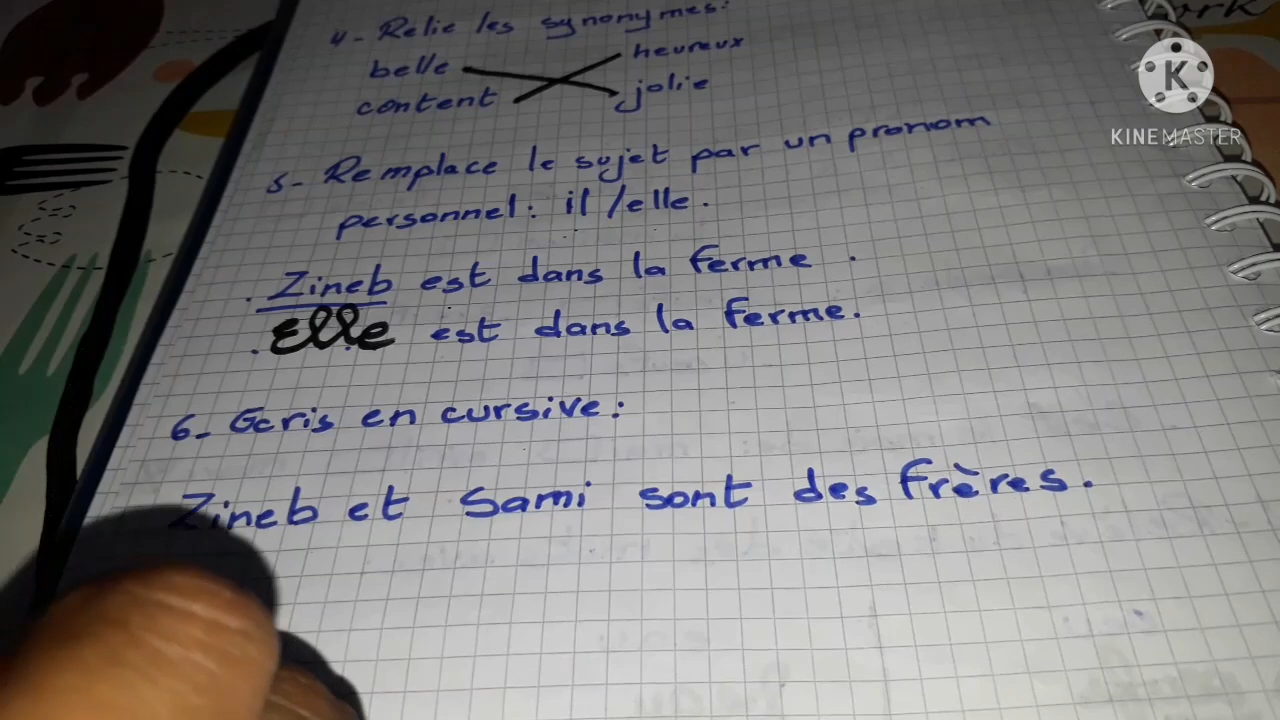 4- Relie les synonymes:
belle heureux
content jolie
5- Remplace le sujet par un pronom
personnel: il /elle.
. Zineb est dans la ferme .
. Elle est dans la ferme.
6- Ecris en cursive:
Zineb et Sami sont des frères.
KINEMASTER